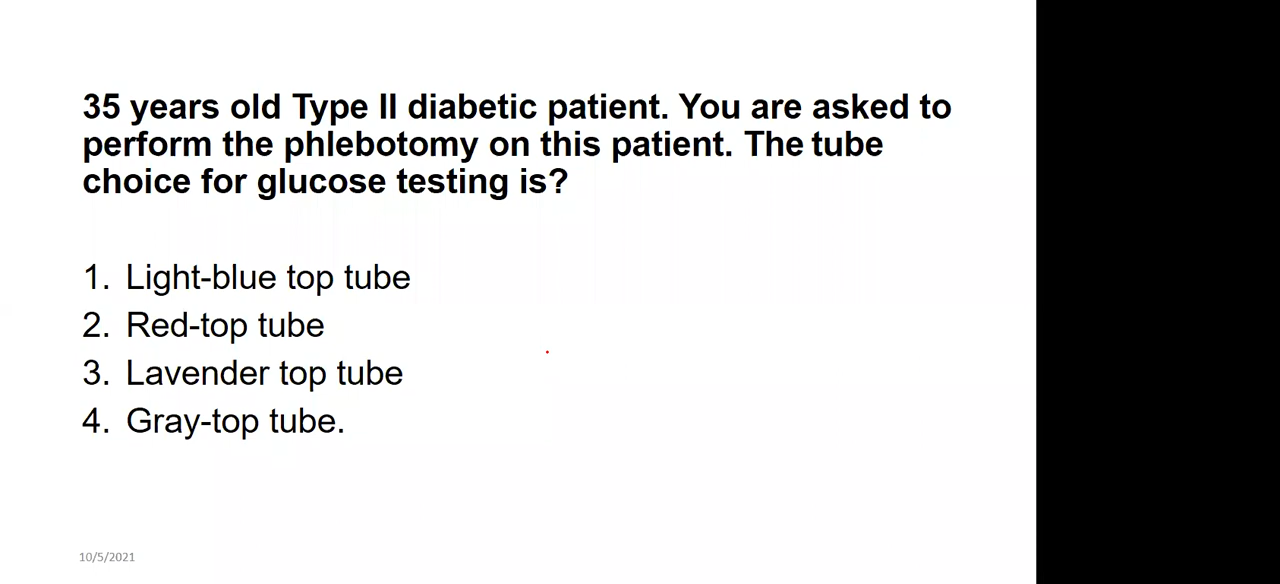 35 years old Type II diabetic patient. You are asked to
perform the phlebotomy on this patient. The tube
choice for glucose testing is?
1. Light-blue top tube
2. Red-top tube
3. Lavender top tube
4. Gray-top tube.
10/5/2021